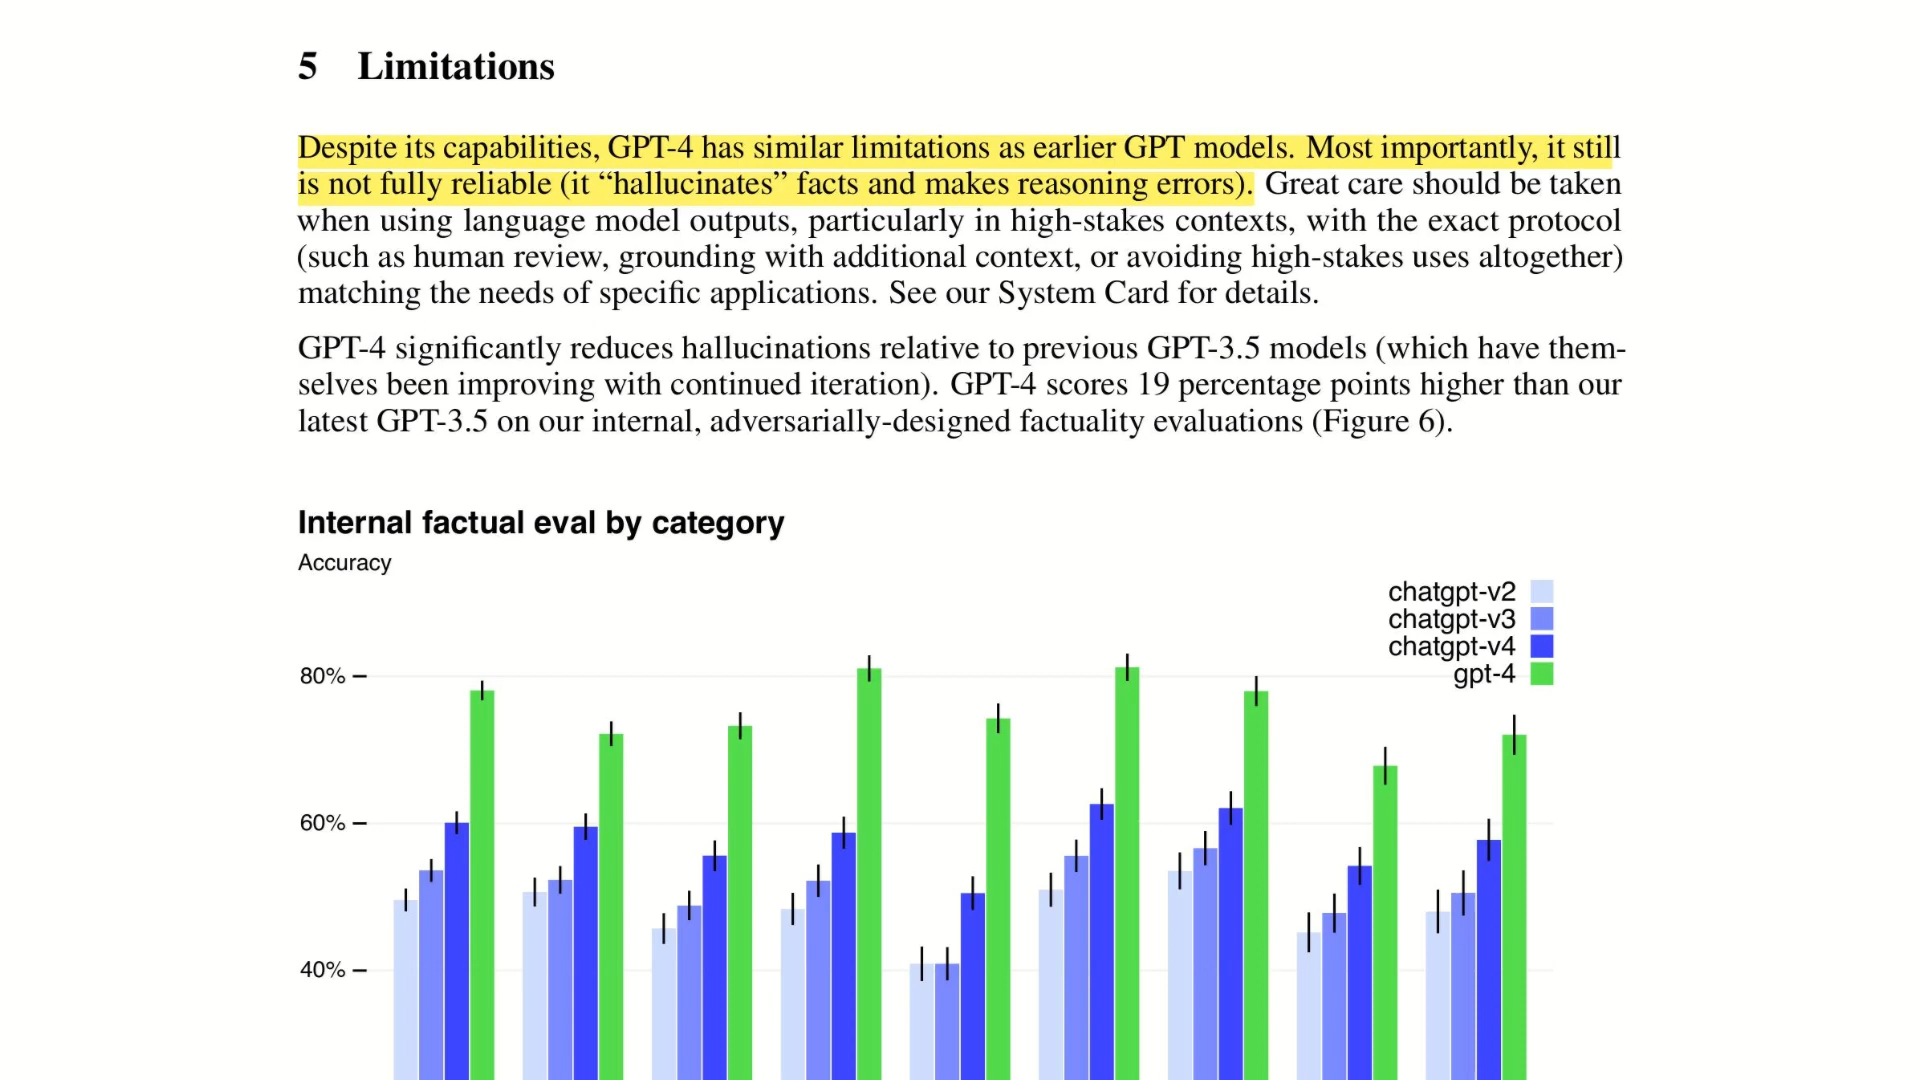 5 Limitations
Despite its capabilities, GPT-4 has similar limitations as earlier GPT models. Most importantly, it still
is not fully reliable (it “hallucinates” facts and makes reasoning errors). Great care should be taken
when using language model outputs, particularly in high-stakes contexts, with the exact protocol
(such as human review, grounding with additional context, or avoiding high-stakes uses altogether)
matching the needs of specific applications. See our System Card for details.
GPT-4 significantly reduces hallucinations relative to previous GPT-3.5 models (which have them-
selves been improving with continued iteration). GPT-4 scores 19 percentage points higher than our
latest GPT-3.5 on our internal, adversarially-designed factuality evaluations (Figure 6).
Internal factual eval by category
Accuracy
chatgpt-v2
chatgpt-v3
chatgpt-v4
gpt-4
80%
60%
40%